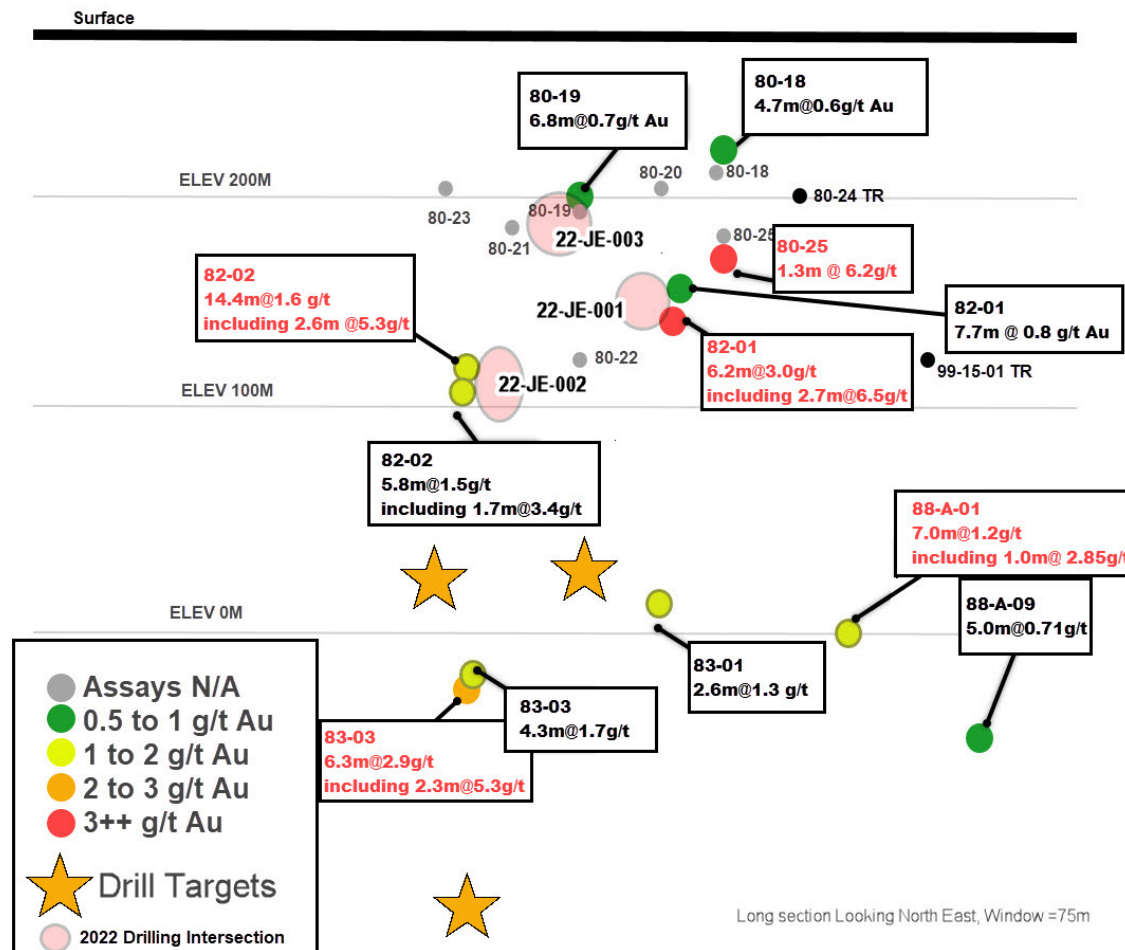 Surface
80-18
4.7m@0.6g/t Au
80-19
6.8m@0.7g/t Au
80-20
80-18
ELEV 200M
80-23
80-19
80-24 TR
80-21
22-JE-003
80-25
80-25
1.3m @ 6.2g/t
82-02
14.4m@1.6 g/t
including 2.6m @5.3g/t
22-JE-001
82-01
7.7m @ 0.8 g/t Au
82-01
6.2m@3.0g/t
including 2.7m@6.5g/t
80-22
99-15-01 TR
22-JE-002
ELEV 100M
82-02
5.8m@1.5g/t
including 1.7m@3.4g/t
88-A-01
7.0m@1.2g/t
including 1.0m@ 2.85g/t
88-A-09
5.0m@0.71g/t
ELEV 0M
83-01
2.6m@1.3 g/t
83-03
4.3m@1.7g/t
83-03
6.3m@2.9g/t
including 2.3m@5.3g/t
Assays N/A
0.5 to 1 g/t Au
1 to 2 g/t Au
2 to 3 g/t Au
3++ g/t Au
Drill Targets
2022 Drilling Intersection
Long section Looking North East, Window =75m